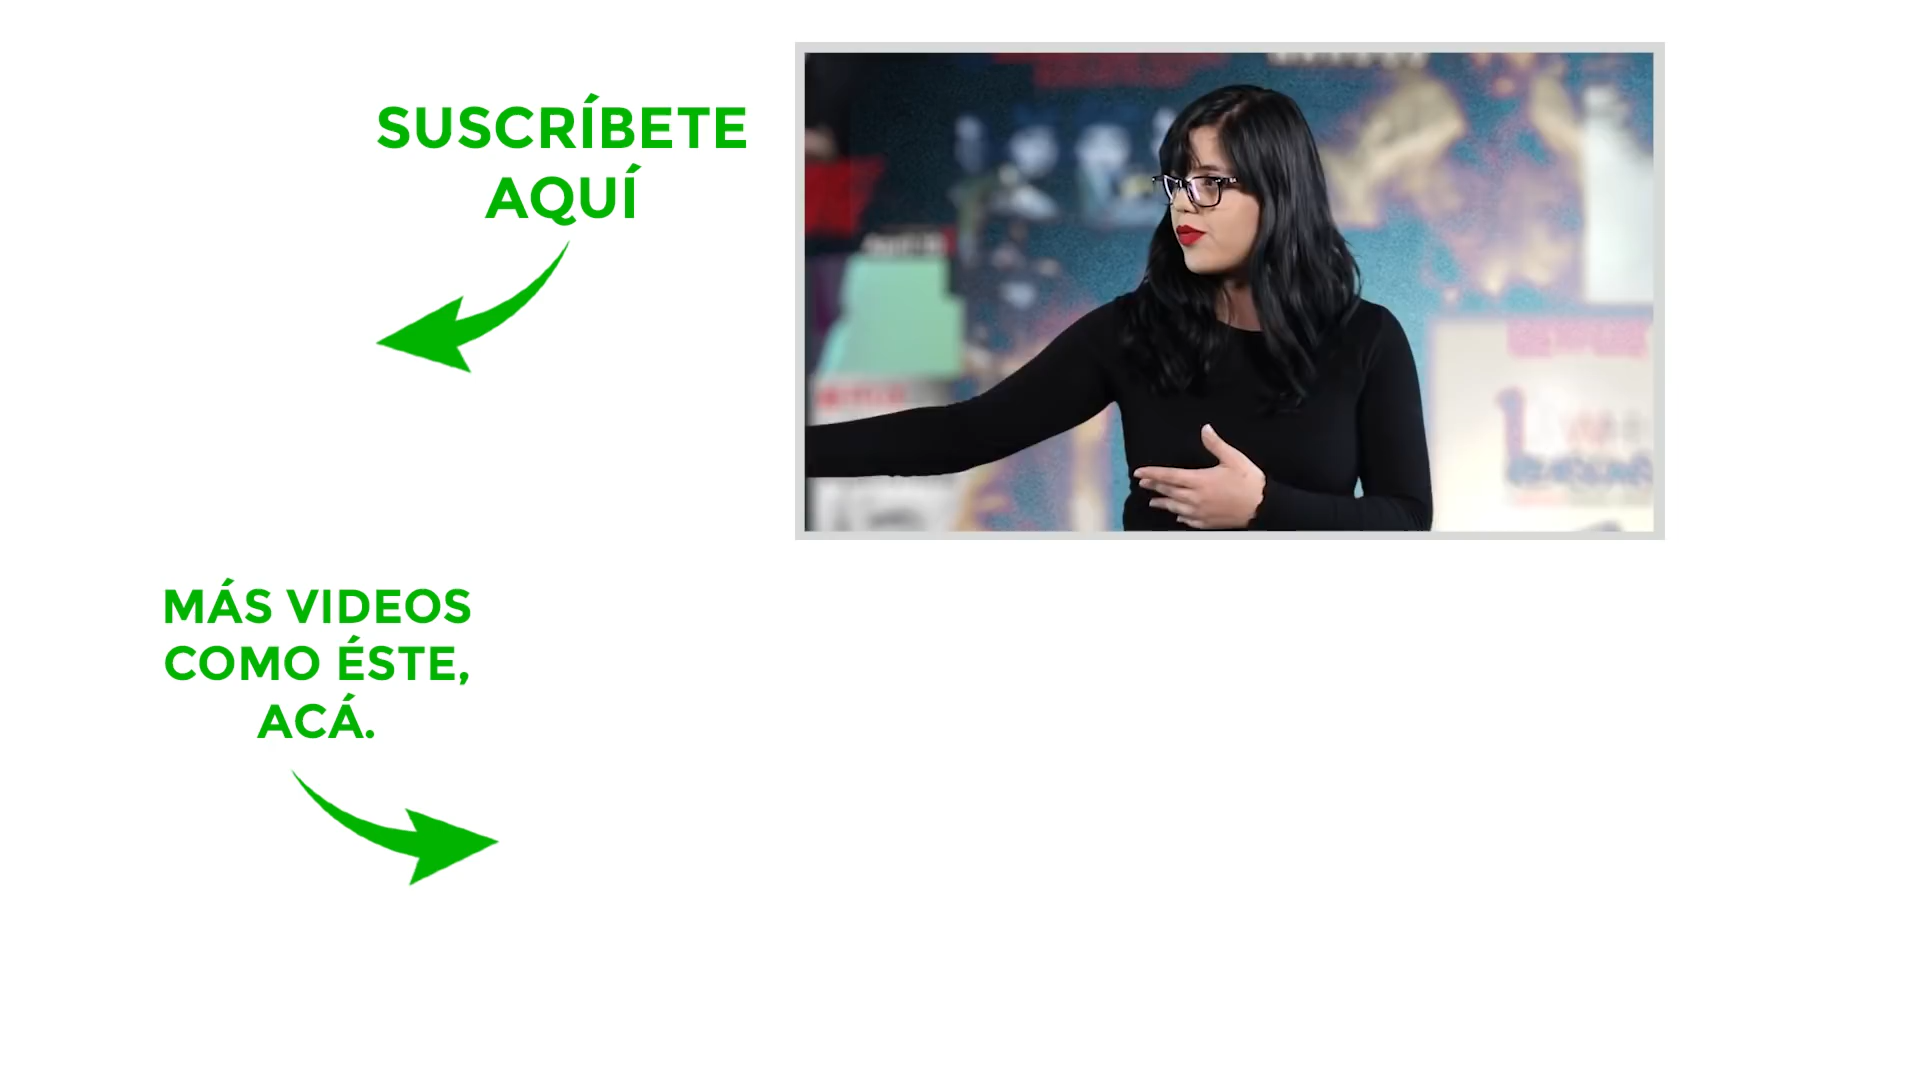 SUSCRÍBETE
AQUÍ
MÁS VIDEOS
COMO ÉSTE,
ACÁ.